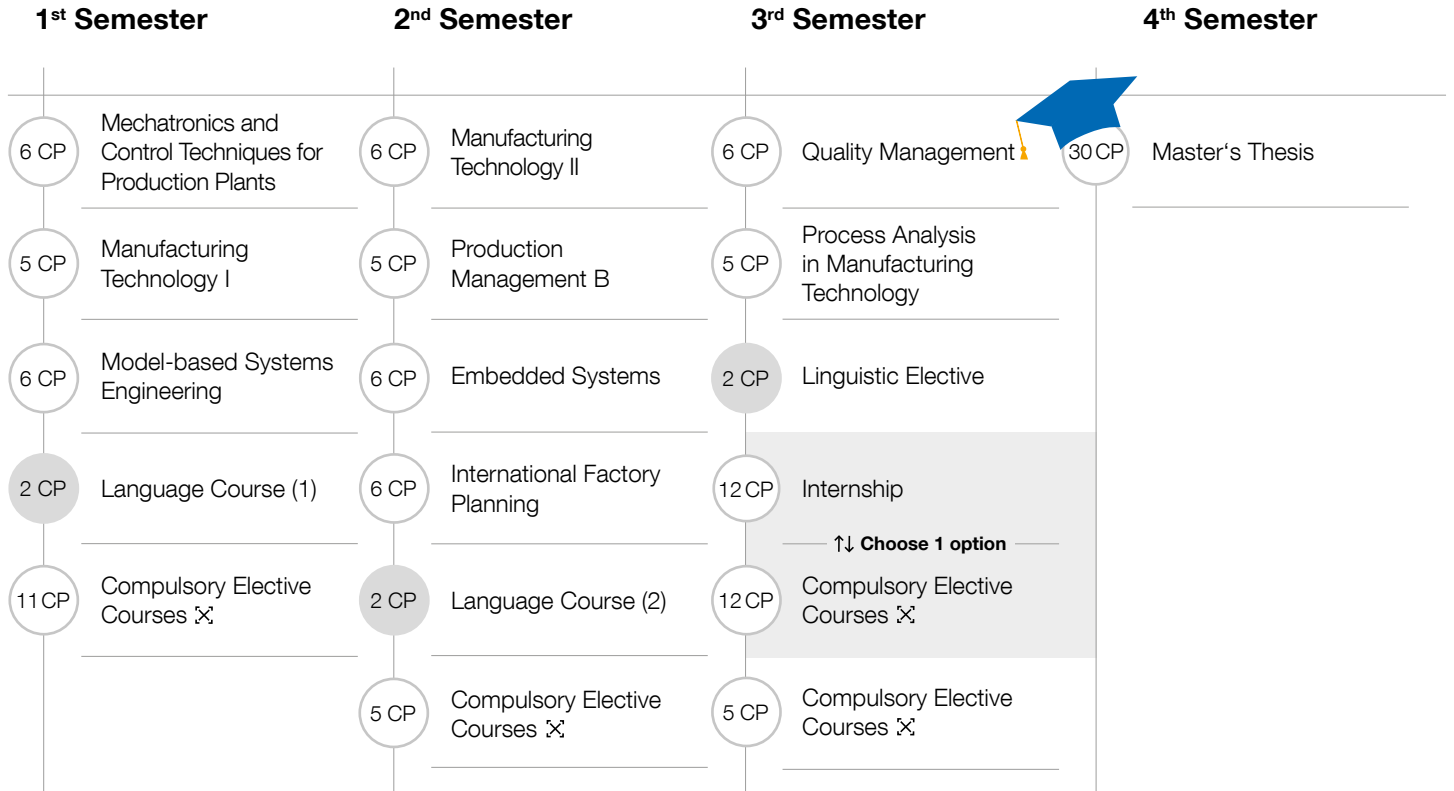 1st Semester
6 CP
Mechatronics and
Control Techniques for
Production Plants
5 CP
Manufacturing
Technology I
6 CP
Model-based Systems
Engineering
2 CP
Language Course (1)
11 CP
Compulsory Elective
Courses
2nd Semester
6 CP
Manufacturing
Technology II
5 CP
Production
Management B
6 CP
Embedded Systems
6 CP
International Factory
Planning
2 CP
Language Course (2)
5 CP
Compulsory Elective
Courses
3rd Semester
6 CP
Quality Management
5 CP
Process Analysis
in Manufacturing
Technology
2 CP
Linguistic Elective
12 CP
Internship
↑↓ Choose 1 option
12 CP
Compulsory Elective
Courses
5 CP
Compulsory Elective
Courses
4th Semester
30 CP
Master‘s Thesis